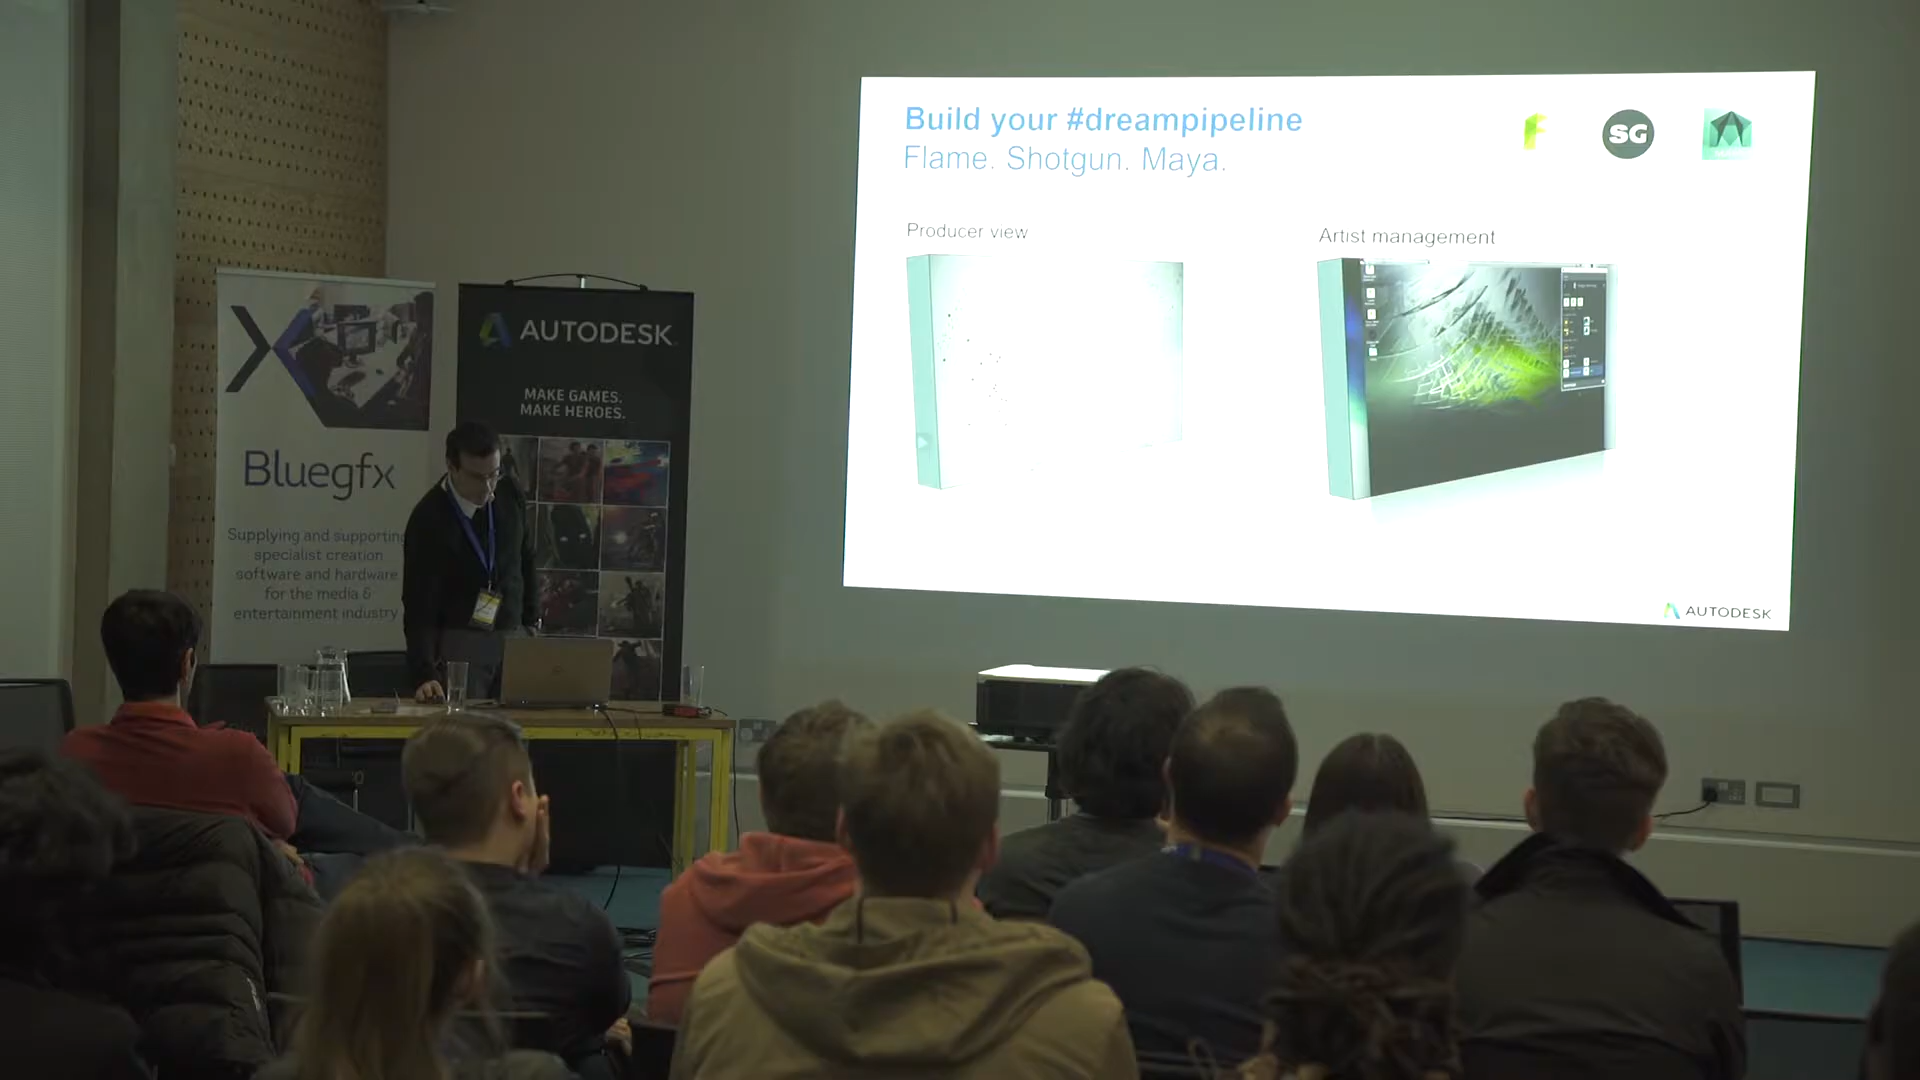 Build your #dreampipeline
Flame. Shotgun. Maya.
SG
Producer view
Artist management
AUTODESK
AUTODESK
MAKE GAMES.
MAKE HEROES.
Bluegfx
Supplying and supporting
specialist creation
software and hardware
for the media &
entertainment industry